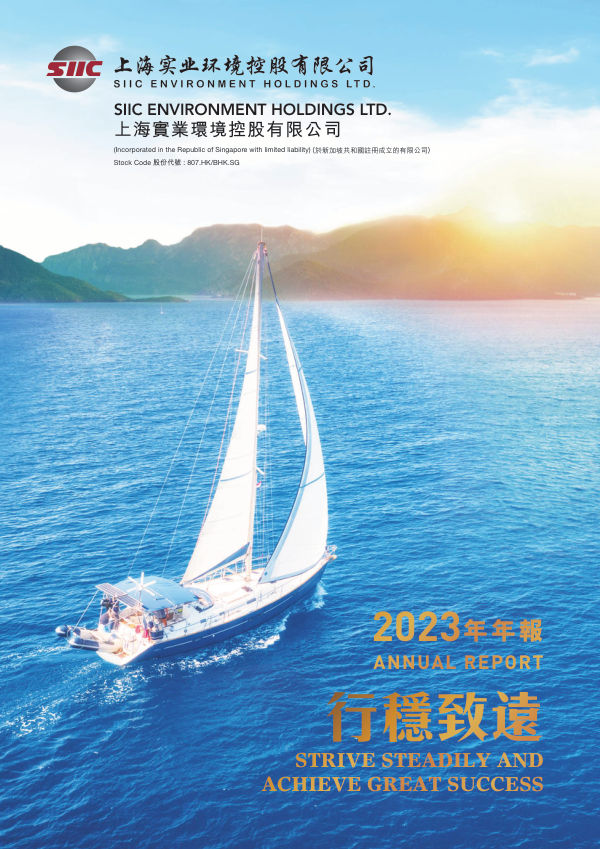 SIIC
上海实业环境控股有限公司
SIIC ENVIRONMENT HOLDINGS LTD.
SIIC ENVIRONMENT HOLDINGS LTD.
上海實業環境控股有限公司
(Incorporated in the Republic of Singapore with limited liability) (於新加坡共和國註冊成立的有限公司)
Stock Code 股份代號 : 807.HK/BHK.SG
2023年年報
ANNUAL REPORT
行穩致遠
STRIVE STEADILY AND
ACHIEVE GREAT SUCCESS